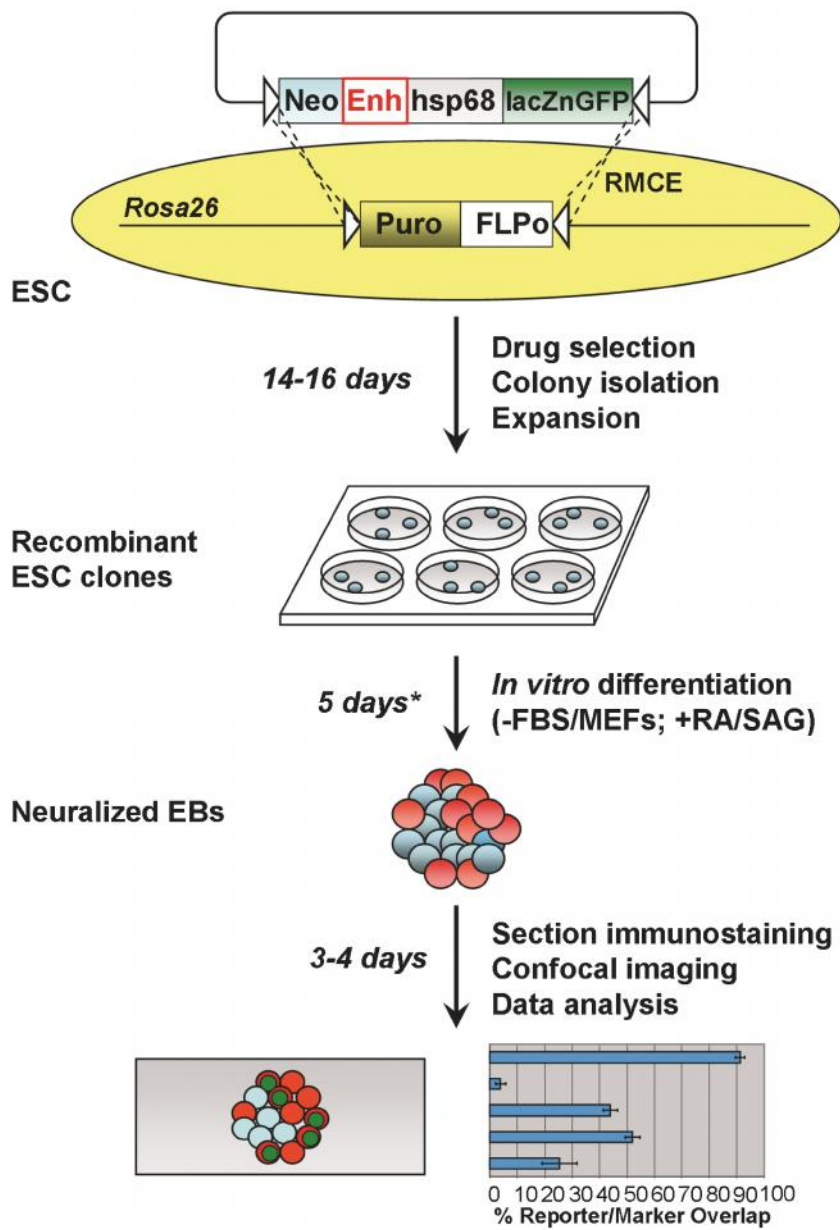 Neo Enh hsp68 lacZnGFP
RMCE
Rosa26
Puro FLPo
ESC
14-16 days
Drug selection
Colony isolation
Expansion
Recombinant
ESC clones
5 days*
In vitro differentiation
(-FBS/MEFs; +RA/SAG)
Neuralized EBs
3-4 days
Section immunostaining
Confocal imaging
Data analysis
0 10 20 30 40 50 60 70 80 90 100
% Reporter/Marker Overlap